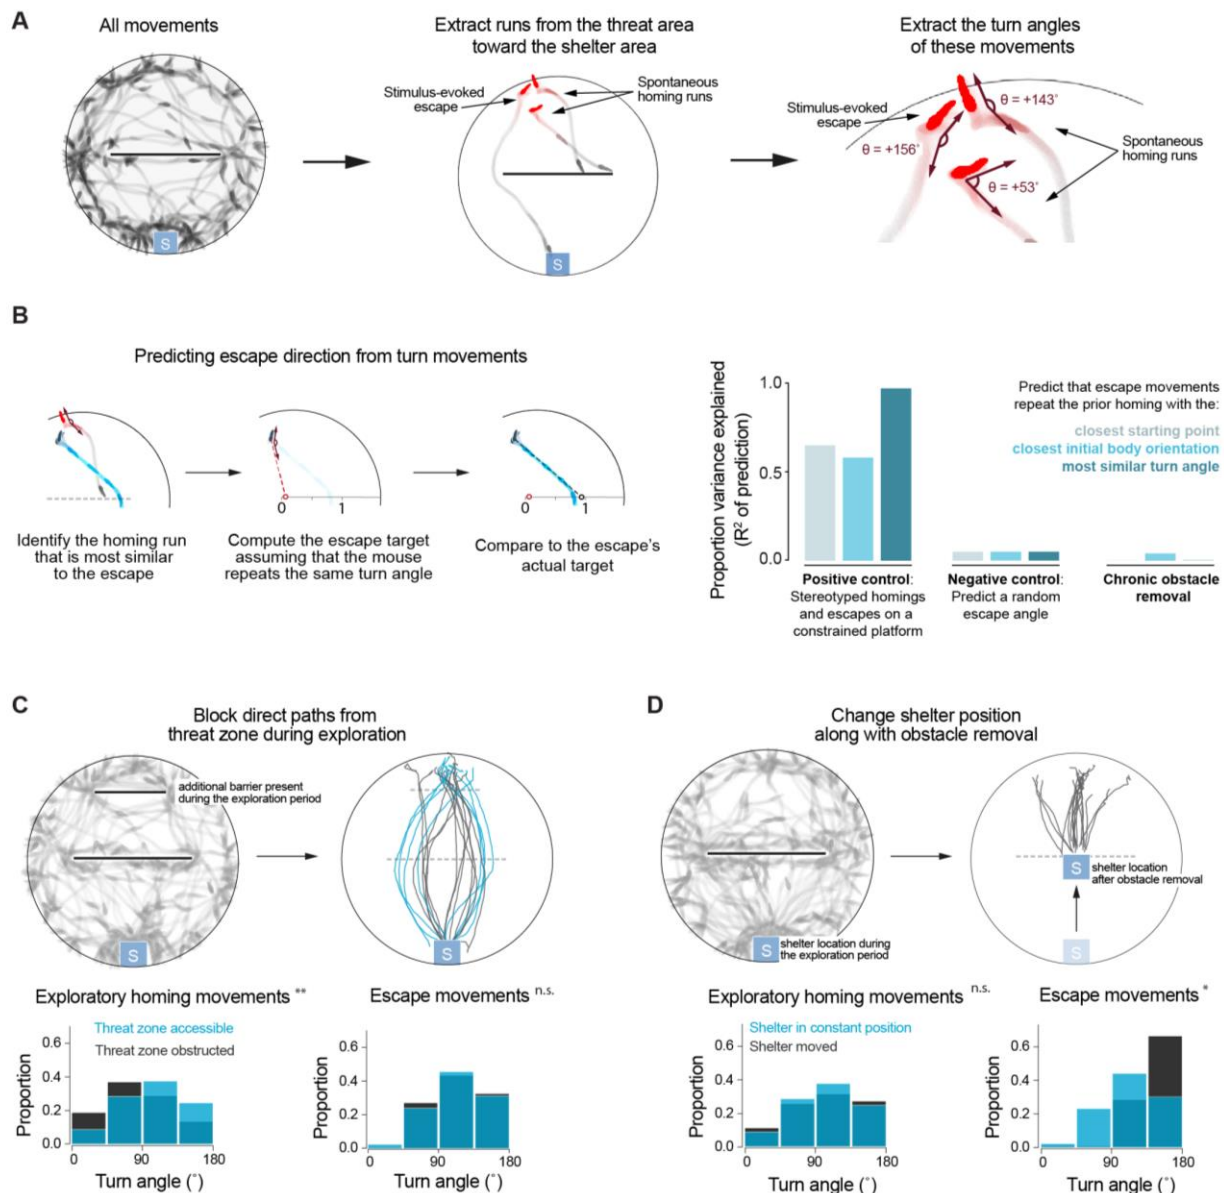 A
All movements
S
Extract runs from the threat area
toward the shelter area
Stimulus-evoked
escape
Spontaneous
homing runs
S
Extract the turn angles
of these movements
Stimulus-evoked
escape
θ = +143°
θ = +156°
θ = +53°
Spontaneous
homing runs
B
Predicting escape direction from turn movements
0
1
0
1
Identify the homing run
that is most similar
to the escape
Compute the escape target
assuming that the mouse
repeats the same turn angle
Compare to the escape's
actual target
Proportion variance explained
(R² of prediction)
1.0
0.5
0.0
Predict that escape movements
repeat the prior homing with the:
closest starting point
closest initial body orientation
most similar turn angle
Positive control:
Stereotyped homings
and escapes on a
constrained platform
Negative control:
Predict a random
escape angle
Chronic obstacle
removal
C
Block direct paths from
threat zone during exploration
additional barrier present
during the exploration period
S
S
Exploratory homing movements **
Threat zone accessible
Threat zone obstructed
Proportion
0.6
0.4
0.2
0.0
0
90
180
Turn angle (°)
Escape movements n.s.
Proportion
0.6
0.4
0.2
0.0
0
90
180
Turn angle (°)
D
Change shelter position
along with obstacle removal
S
shelter location during
the exploration period
S
shelter location
after obstacle removal
S
Exploratory homing movements n.s.
Shelter in constant position
Shelter moved
Proportion
0.6
0.4
0.2
0.0
0
90
180
Turn angle (°)
Escape movements *
Proportion
0.6
0.4
0.2
0.0
0
90
180
Turn angle (°)